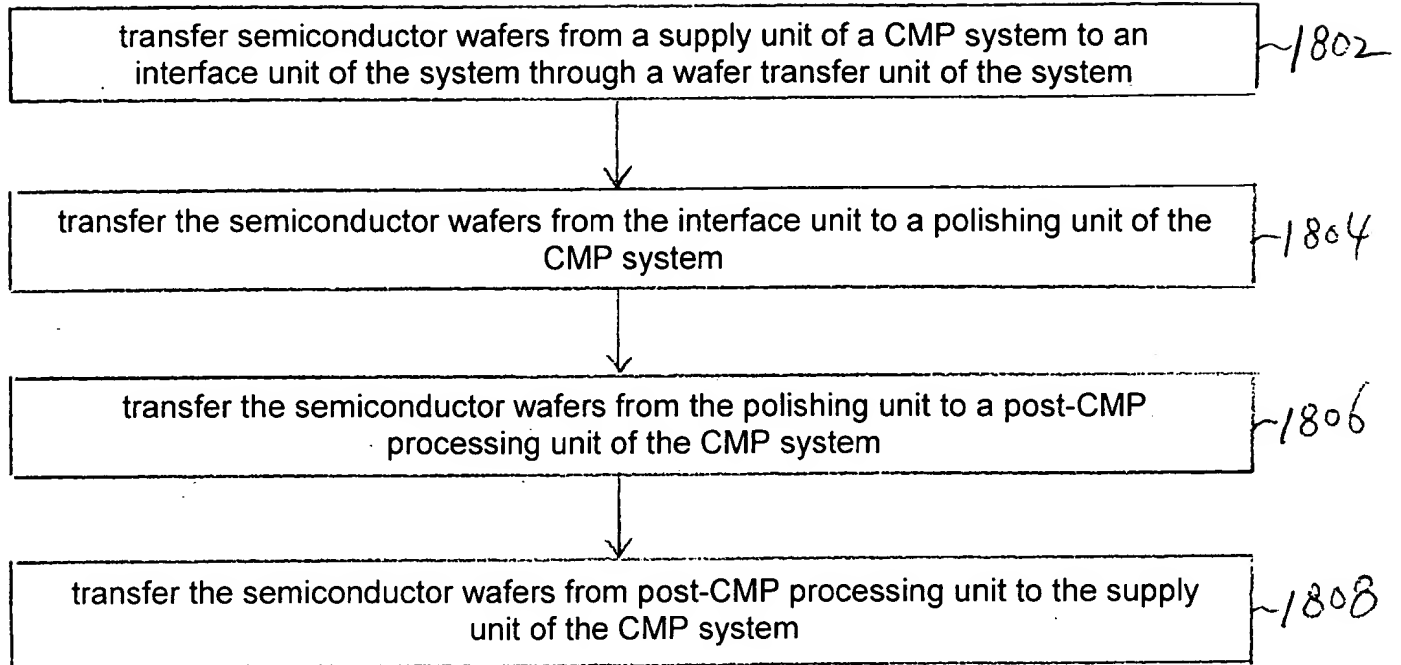 transfer semiconductor wafers from a supply unit of a CMP system to an
interface unit of the system through a wafer transfer unit of the system
1802
transfer the semiconductor wafers from the interface unit to a polishing unit of the
CMP system
1804
transfer the semiconductor wafers from the polishing unit to a post-CMP
processing unit of the CMP system
1806
transfer the semiconductor wafers from post-CMP processing unit to the supply
unit of the CMP system
1808